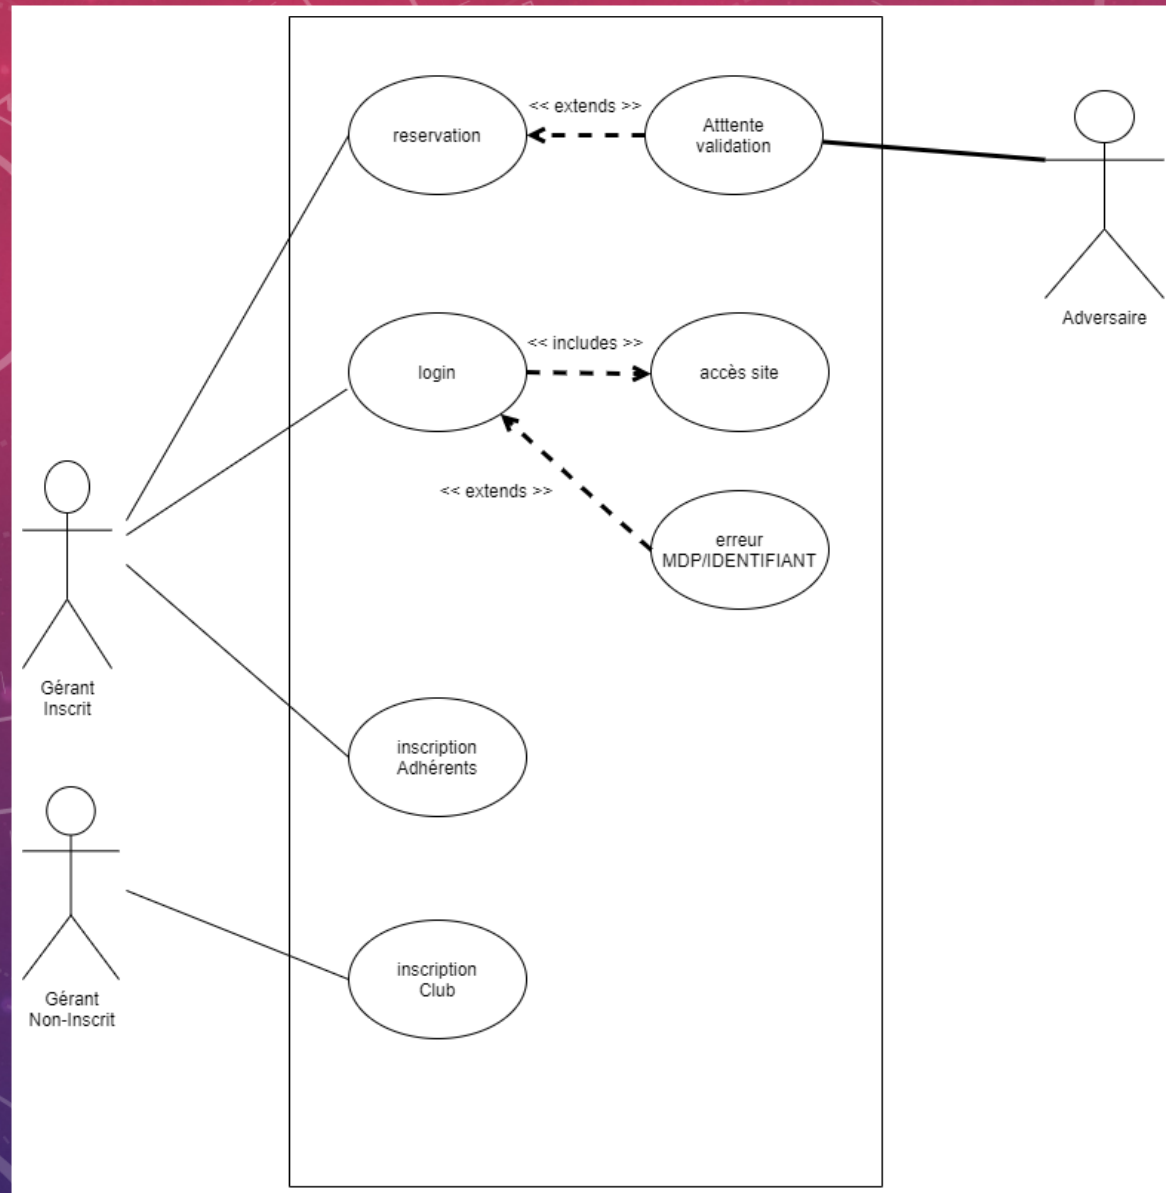 << extends >>
reservation
Atttente
validation
Adversaire
<< includes >>
login
accès site
<< extends >>
erreur
MDP/IDENTIFIANT
Gérant
Inscrit
inscription
Adhérents
inscription
Club
Gérant
Non-Inscrit